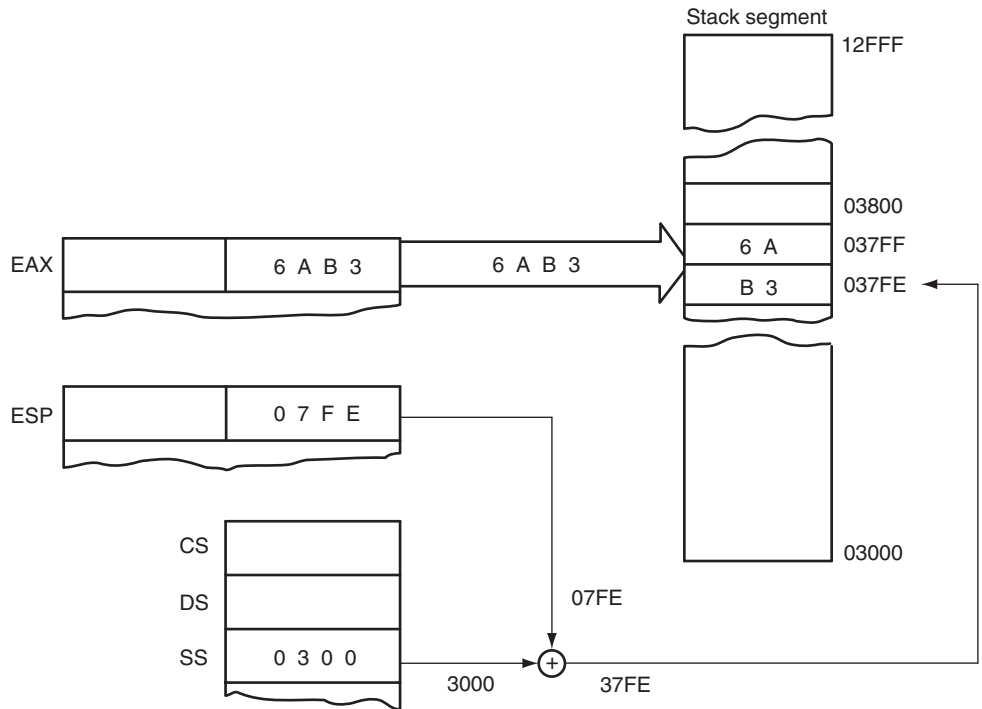 Stack segment
12FFF
03800
EAX 6 A B 3 6 A B 3 6 A 037FF
B 3 037FE
ESP 0 7 F E
03000
CS
DS 07FE
SS 0 3 0 0
+
3000 37FE